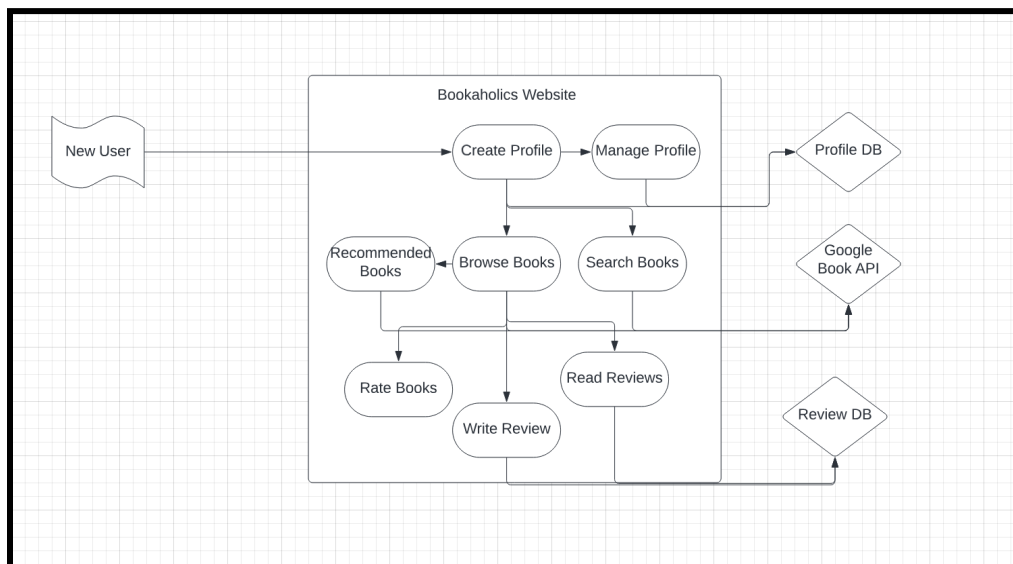 Bookaholics Website
New User
Create Profile
Manage Profile
Profile DB
Recommended
Books
Browse Books
Search Books
Google
Book API
Rate Books
Read Reviews
Write Review
Review DB